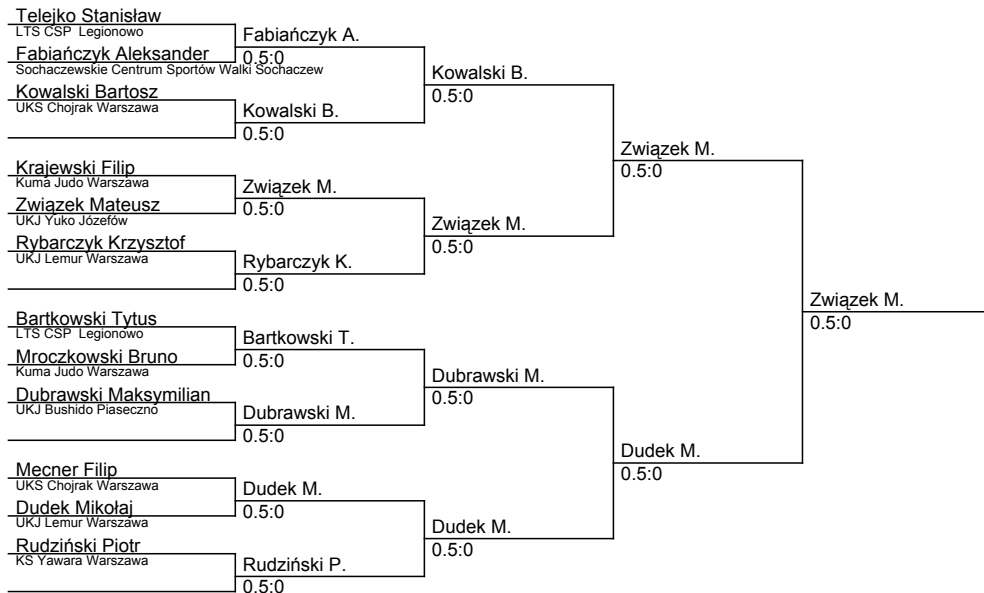 Telejko Stanisław
LTS CSP  Legionowo
Fabiańczyk A.
0.5:0
Fabiańczyk Aleksander
Sochaczewskie Centrum Sportów Walki Sochaczew
Kowalski B.
0.5:0
Kowalski Bartosz
UKS Chojrak Warszawa
Kowalski B.
0.5:0
Związek M.
0.5:0
Krajewski Filip
Kuma Judo Warszawa
Związek M.
0.5:0
Związek Mateusz
UKJ Yuko Józefów
Związek M.
0.5:0
Rybarczyk Krzysztof
UKJ Lemur Warszawa
Rybarczyk K.
0.5:0
Związek M.
0.5:0
Bartkowski Tytus
LTS CSP  Legionowo
Bartkowski T.
0.5:0
Mroczkowski Bruno
Kuma Judo Warszawa
Dubrawski M.
0.5:0
Dubrawski Maksymilian
UKJ Bushido Piaseczno
Dubrawski M.
0.5:0
Dudek M.
0.5:0
Mecner Filip
UKS Chojrak Warszawa
Dudek M.
0.5:0
Dudek Mikołaj
UKJ Lemur Warszawa
Dudek M.
0.5:0
Rudziński Piotr
KS Yawara Warszawa
Rudziński P.
0.5:0